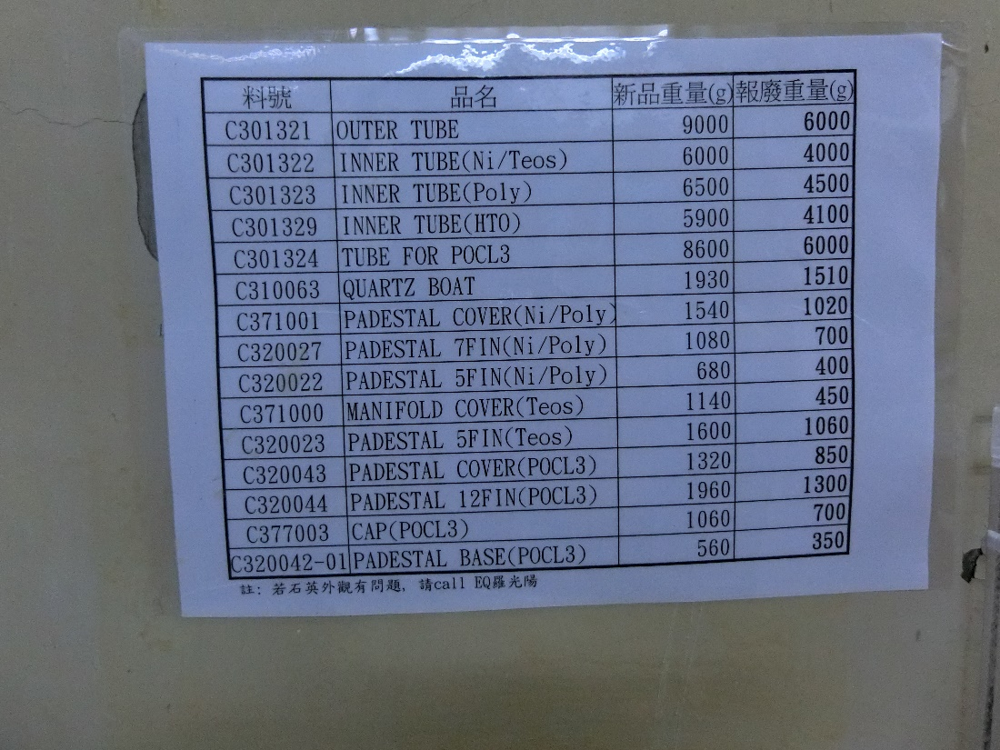 料號 品名 新品重量(g) 報廢重量(g)
C301321 OUTER TUBE 9000 6000
C301322 INNER TUBE(Ni/Teos) 6000 4000
C301323 INNER TUBE(Poly) 6500 4500
C301329 INNER TUBE(HTO) 5900 4100
C301324 TUBE FOR POCL3 8600 6000
C310063 QUARTZ BOAT 1930 1510
C371001 PADESTAL COVER(Ni/Poly) 1540 1020
C320027 PADESTAL 7FIN(Ni/Poly) 1080 700
C320022 PADESTAL 5FIN(Ni/Poly) 680 400
C371000 MANIFOLD COVER(Teos) 1140 450
C320023 PADESTAL 5FIN(Teos) 1600 1060
C320043 PADESTAL COVER(POCL3) 1320 850
C320044 PADESTAL 12FIN(POCL3) 1960 1300
C377003 CAP(POCL3) 1060 700
C320042-01 PADESTAL BASE(POCL3) 560 350
註: 若石英外觀有問題, 請call EQ羅光陽